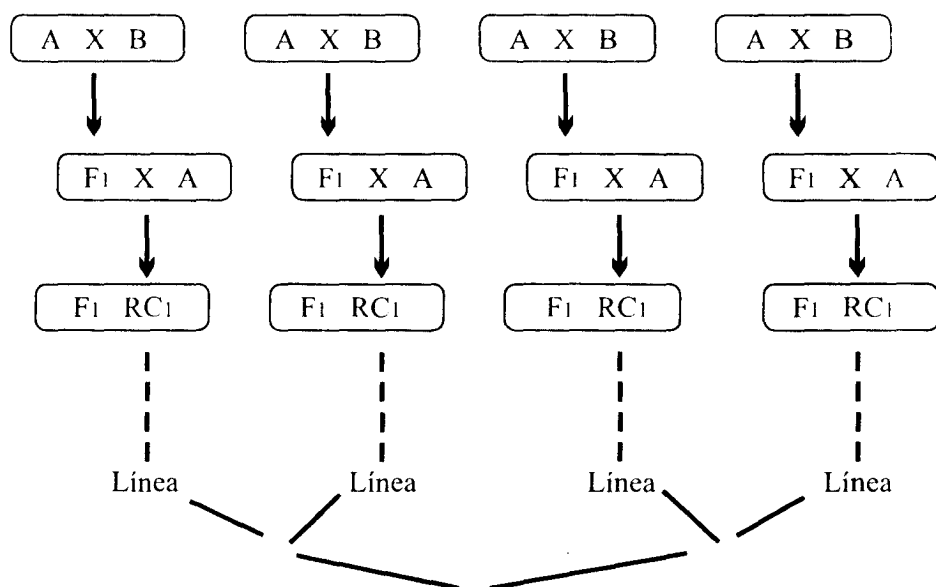 A X B A X B A X B A X B
F1 X A F1 X A F1 X A F1 X A
F1 RC1 F1 RC1 F1 RC1 F1 RC1
Línea Línea Línea Línea